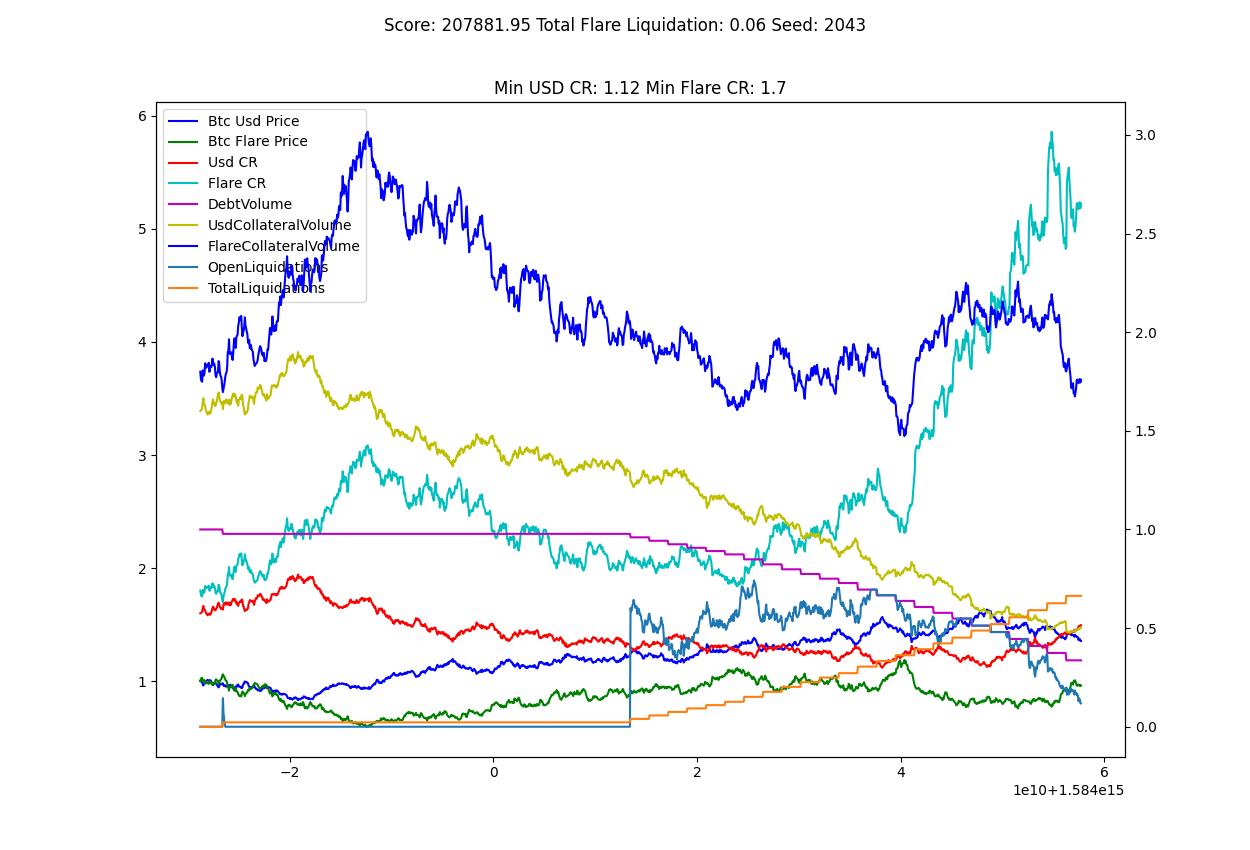 Score: 207881.95 Total Flare Liquidation: 0.06 Seed: 2043
Min USD CR: 1.12 Min Flare CR: 1.7
Btc Usd Price
Btc Flare Price
Usd CR
Flare CR
DebtVolume
UsdCollateralVolume
FlareCollateralVolume
OpenLiquidations
TotalLiquidations
6
5
4
3
2
1
3.0
2.5
2.0
1.5
1.0
0.5
0.0
−2
0
2
4
6
1e10+1.584e15